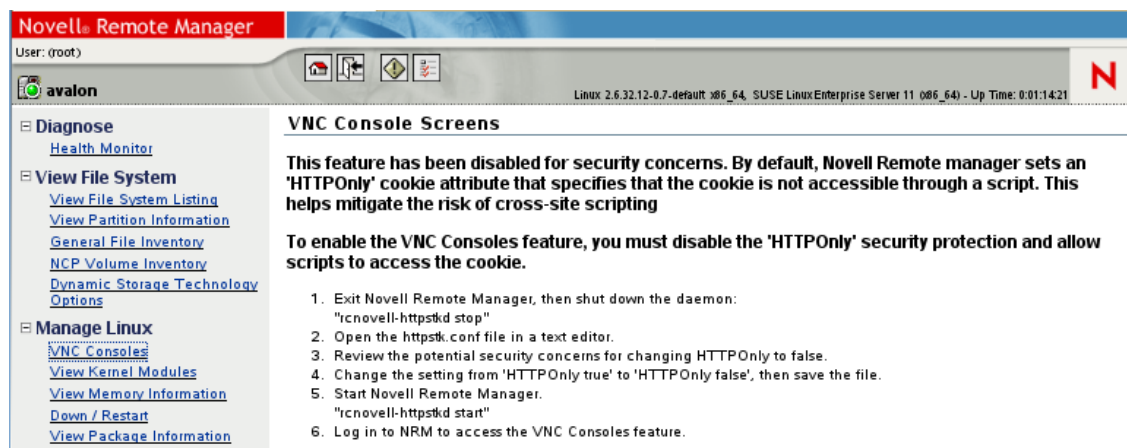 Novell® Remote Manager
User: (root)
avalon
Linux 2.6.32.12-0.7-default x86_64, SUSE Linux Enterprise Server 11 (x86_64) - Up Time: 0:01:14:21
N
Diagnose
Health Monitor
View File System
View File System Listing
View Partition Information
General File Inventory
NCP Volume Inventory
Dynamic Storage Technology
Options
Manage Linux
VNC Consoles
View Kernel Modules
View Memory Information
Down / Restart
View Package Information
VNC Console Screens
This feature has been disabled for security concerns. By default, Novell Remote manager sets an
'HTTPOnly' cookie attribute that specifies that the cookie is not accessible through a script. This
helps mitigate the risk of cross-site scripting
To enable the VNC Consoles feature, you must disable the 'HTTPOnly' security protection and allow
scripts to access the cookie.
1. Exit Novell Remote Manager, then shut down the daemon:
"rcnovell-httpstkd stop"
2. Open the httpstk.conf file in a text editor.
3. Review the potential security concerns for changing HTTPOnly to false.
4. Change the setting from 'HTTPOnly true' to 'HTTPOnly false', then save the file.
5. Start Novell Remote Manager.
"rcnovell-httpstkd start"
6. Log in to NRM to access the VNC Consoles feature.